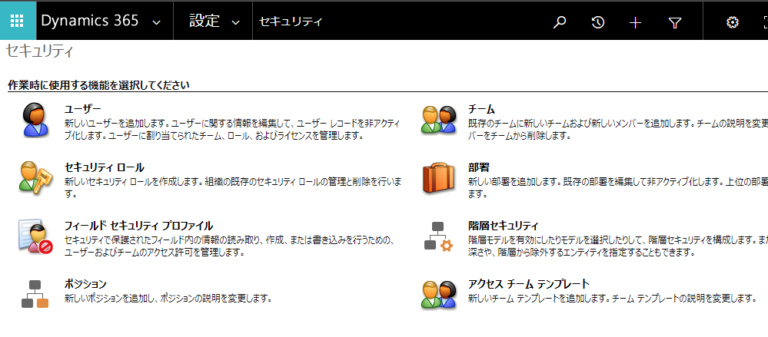 Dynamics 365 設定 セキュリティ
セキュリティ
作業時に使用する機能を選択してください
ユーザー
新しいユーザーを追加します。ユーザーに関する情報を編集して、ユーザー レコードを非アクティ
ブ化します。ユーザーに割り当てられたチーム、ロール、およびライセンスを管理します。
チーム
既存のチームに新しいチームおよび新しいメンバーを追加します。チームの説明を変更
バーをチームから削除します。
セキュリティ ロール
新しいセキュリティ ロールを作成します。組織の既存のセキュリティ ロールの管理と削除を行いま
す。
部署
新しい部署を追加します。既存の部署を編集して非アクティブ化します。上位の部署
ます。
フィールド セキュリティ プロファイル
セキュリティで保護されたフィールド内の情報の読み取り、作成、または書き込みを行うための、
ユーザーおよびチームのアクセス許可を管理します。
階層セキュリティ
階層モデルを有効にしたりモデルを選択したりして、階層セキュリティを構成します。また
深さや、階層から除外するエンティティを指定することもできます。
ポジション
新しいポジションを追加し、ポジションの説明を変更します。
アクセス チーム テンプレート
新しいチーム テンプレートを追加します。チーム テンプレートの説明を変更します。